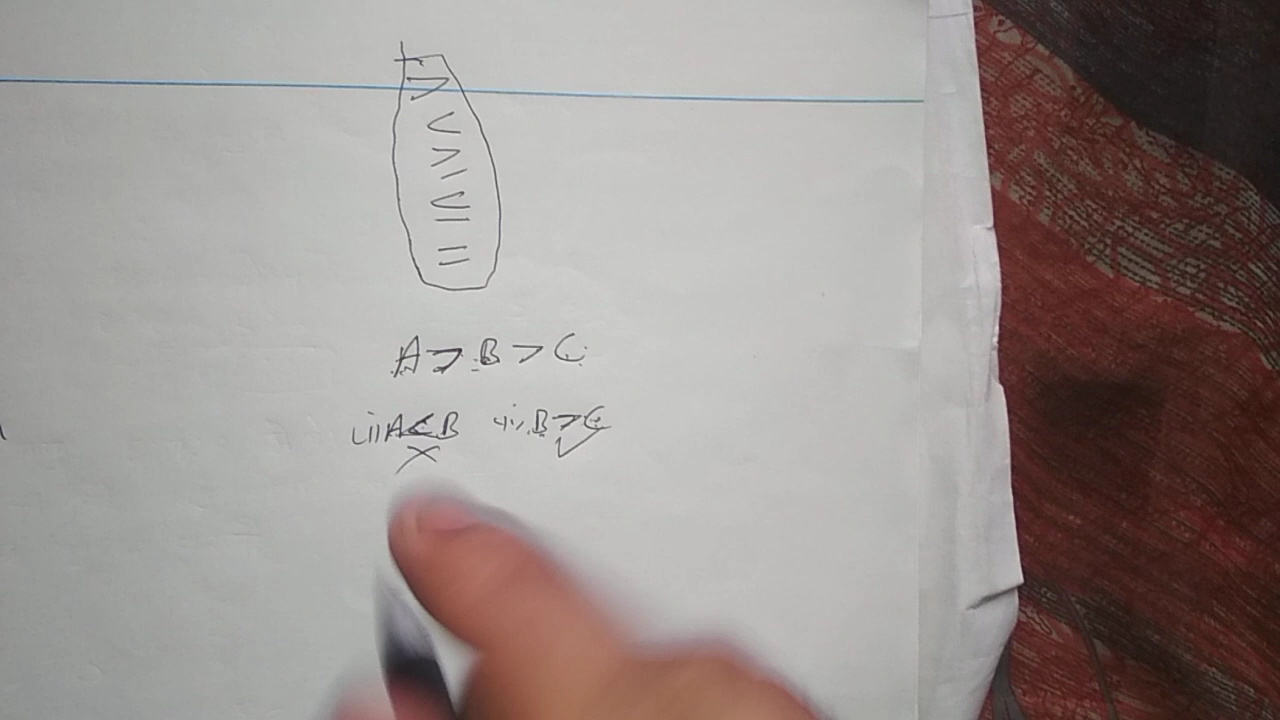 >
<
≥
≤
=
A > B > C
(i) A < B (ii) B > C